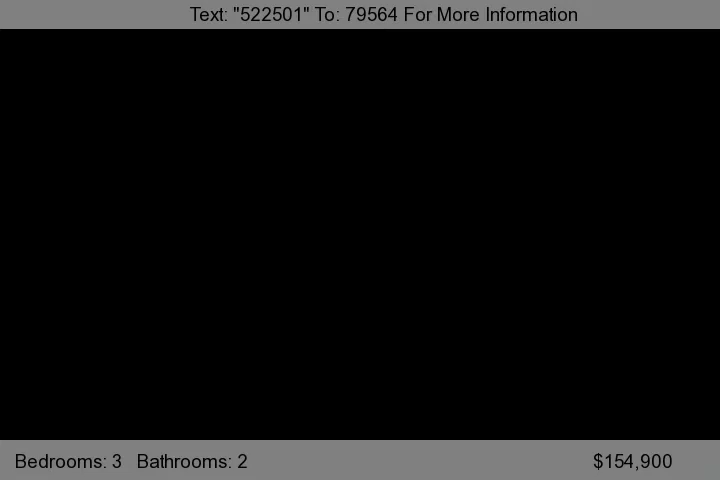 Text: "522501" To: 79564 For More Information
Bedrooms: 3 Bathrooms: 2 $154,900